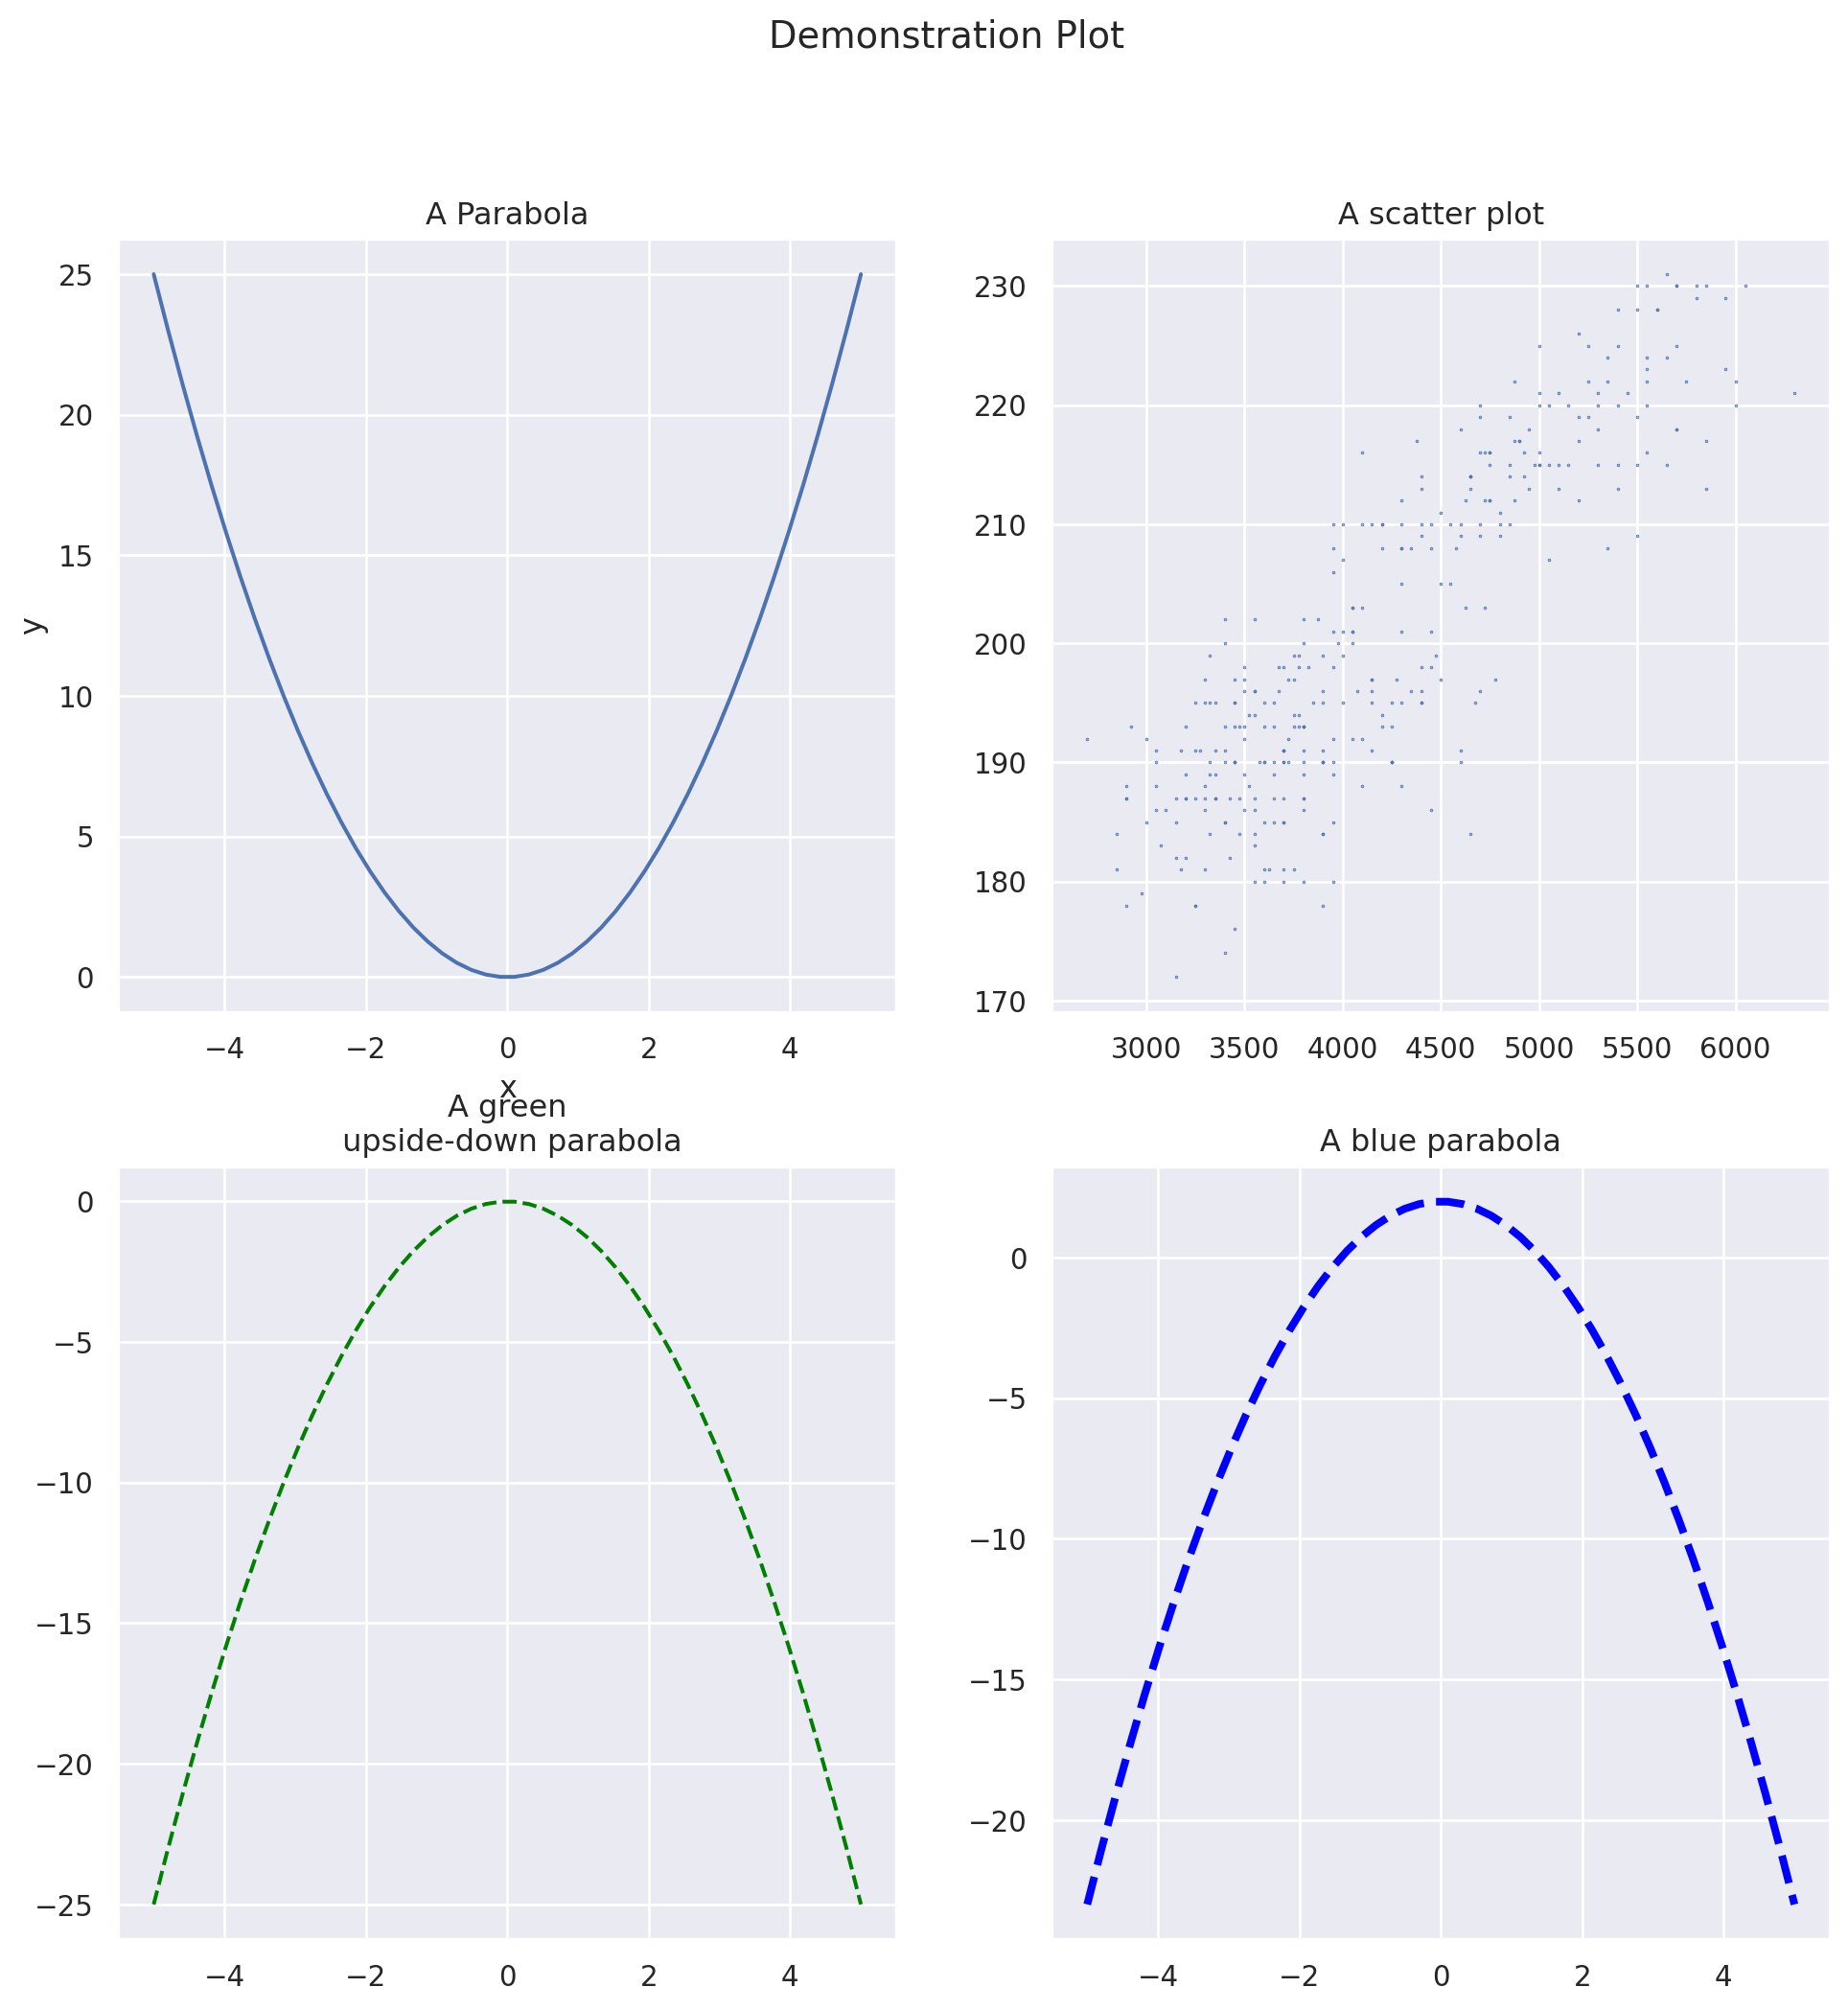 Demonstration Plot
A Parabola
25
20
15
10
5
0
y
−4 −2 0 2 4
x
A scatter plot
230
220
210
200
190
180
170
3000 3500 4000 4500 5000 5500 6000
A green
upside-down parabola
0
−5
−10
−15
−20
−25
−4 −2 0 2 4
A blue parabola
0
−5
−10
−15
−20
−4 −2 0 2 4